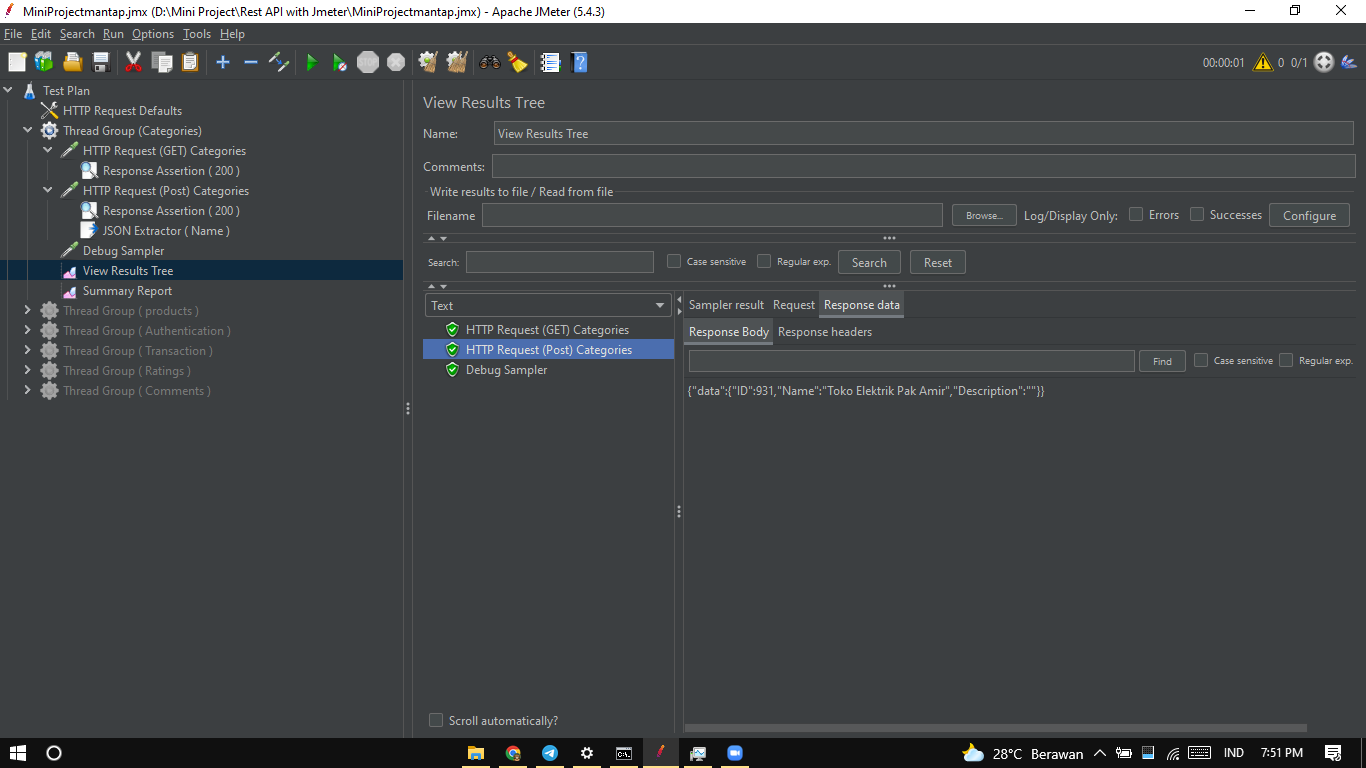 MiniProjectmantap.jmx (D:\Mini Project\Rest API with Jmeter\MiniProjectmantap.jmx) - Apache JMeter (5.4.3)
File Edit Search Run Options Tools Help
STOP
00:00:01 0 0/1
Test Plan
HTTP Request Defaults
Thread Group (Categories)
HTTP Request (GET) Categories
Response Assertion ( 200 )
HTTP Request (Post) Categories
Response Assertion ( 200 )
JSON Extractor ( Name )
Debug Sampler
View Results Tree
Summary Report
Thread Group ( products )
Thread Group ( Authentication )
Thread Group ( Transaction )
Thread Group ( Ratings )
Thread Group ( Comments )
View Results Tree
Name: View Results Tree
Comments:
Write results to file / Read from file
Filename Browse... Log/Display Only: Errors Successes Configure
Search: Case sensitive Regular exp. Search Reset
Text
HTTP Request (GET) Categories
HTTP Request (Post) Categories
Debug Sampler
Scroll automatically?
Sampler result Request Response data
Response Body Response headers
Find Case sensitive Regular exp.
{"data":{"ID":931,"Name":"Toko Elektrik Pak Amir","Description":""}}
28°C Berawan IND 7:51 PM